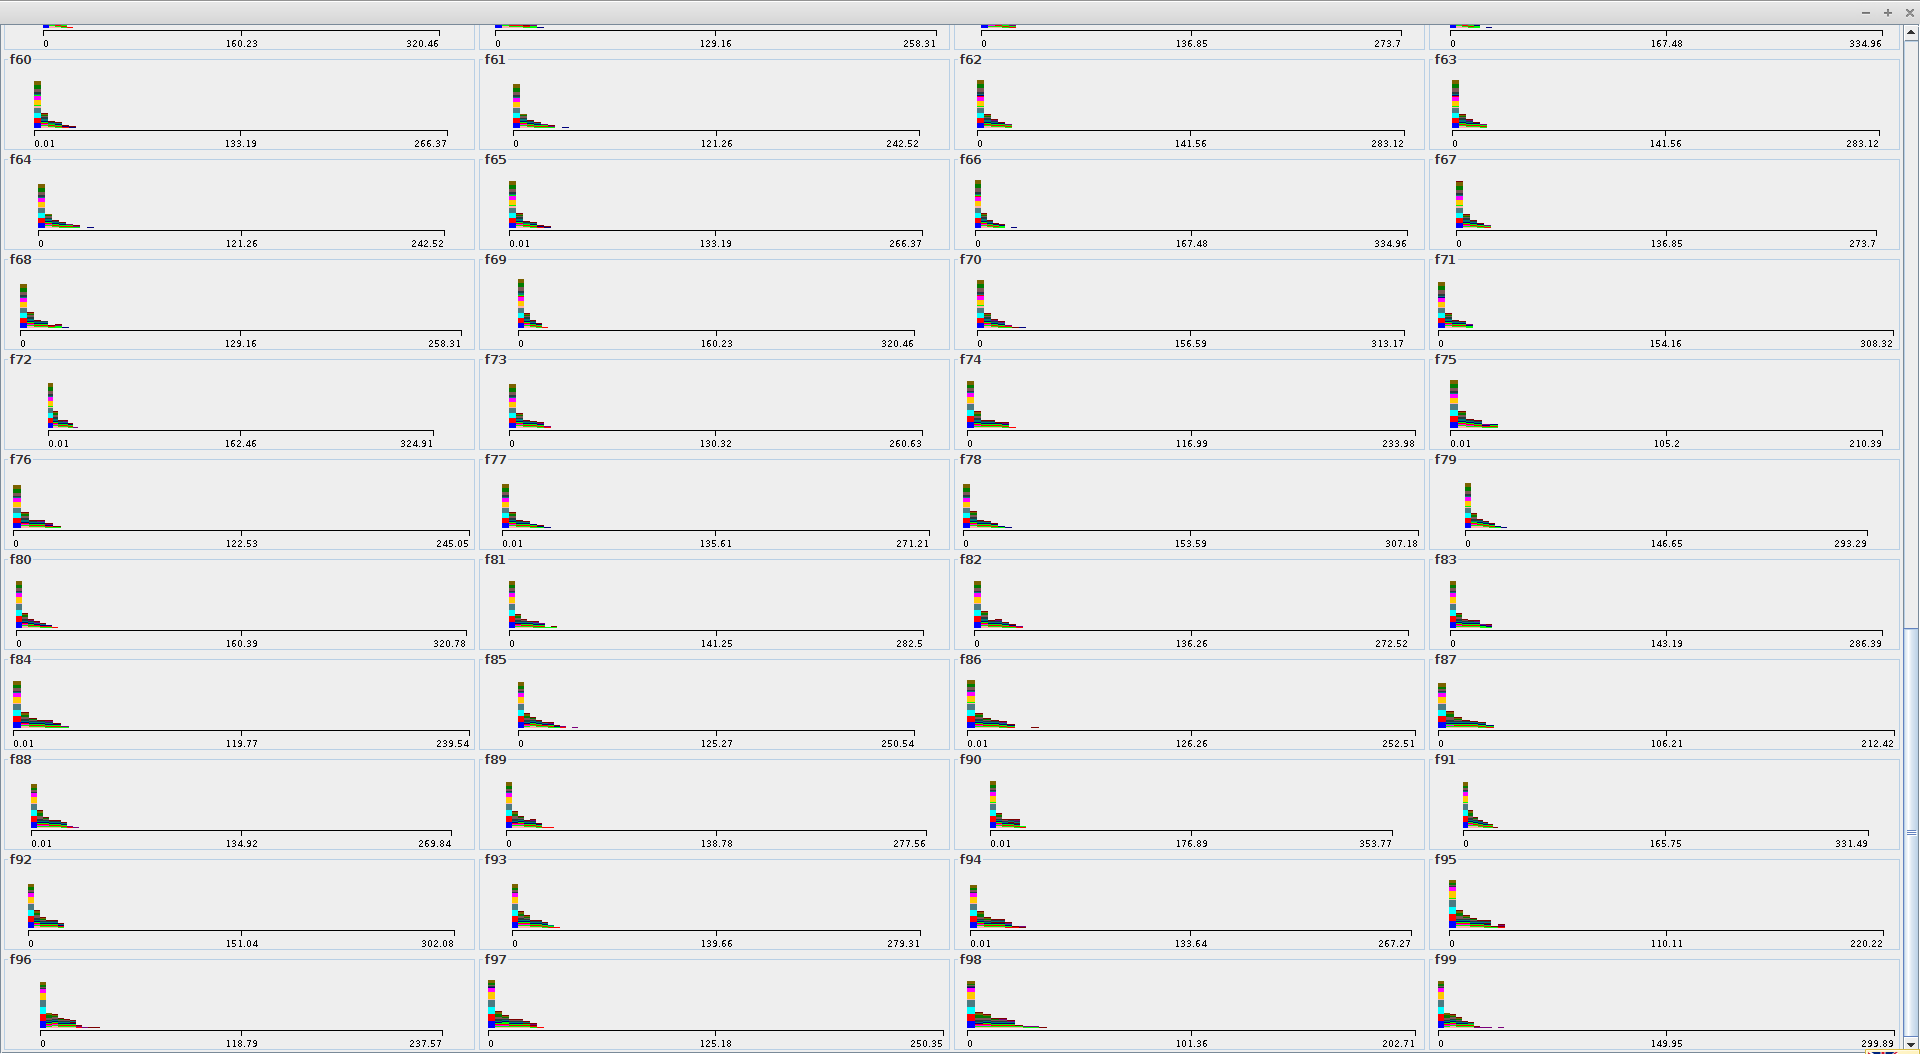 0 160.23 320.46 0 129.16 258.31 0 136.85 273.7 0 167.48 334.96
f60 f61 f62 f63
0.01 133.19 266.37 0 121.26 242.52 0 141.56 283.12 0 141.56 283.12
f64 f65 f66 f67
0 121.26 242.52 0.01 133.19 266.37 0 167.48 334.96 0 136.85 273.7
f68 f69 f70 f71
0 129.16 258.31 0 160.23 320.46 0 156.59 313.17 0 154.16 308.32
f72 f73 f74 f75
0.01 162.46 324.91 0 130.32 260.63 0 116.99 233.98 0.01 105.2 210.39
f76 f77 f78 f79
0 122.53 245.05 0.01 135.61 271.21 0 153.59 307.18 0 146.65 293.29
f80 f81 f82 f83
0 160.39 320.78 0 141.25 282.5 0 136.26 272.52 0 143.19 286.39
f84 f85 f86 f87
0.01 119.77 239.54 0 125.27 250.54 0.01 126.26 252.51 0 106.21 212.42
f88 f89 f90 f91
0.01 134.92 269.84 0 138.78 277.56 0.01 176.89 353.77 0 165.75 331.49
f92 f93 f94 f95
0 151.04 302.08 0 139.66 279.31 0.01 133.64 267.27 0 110.11 220.22
f96 f97 f98 f99
0 118.79 237.57 0 125.18 250.35 0 101.36 202.71 0 149.95 299.89